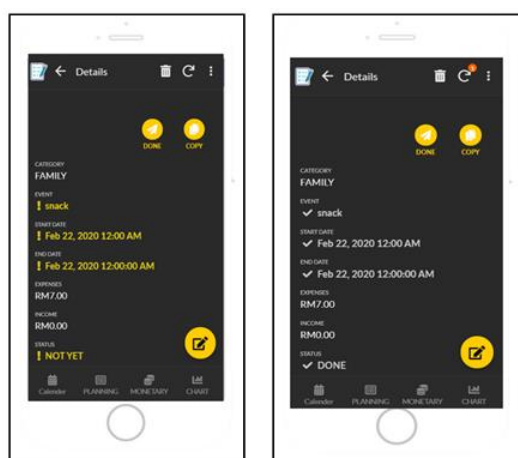 Details
DONE COPY
CATEGORY
FAMILY
EVENT
! snack
START DATE
! Feb 22, 2020 12:00 AM
END DATE
! Feb 22, 2020 12:00:00 AM
EXPENSES
RM7.00
INCOME
RM0.00
STATUS
! NOT YET
Calender PLANNING MONETARY CHART
Details
DONE COPY
CATEGORY
FAMILY
EVENT
✓ snack
START DATE
✓ Feb 22, 2020 12:00 AM
END DATE
✓ Feb 22, 2020 12:00:00 AM
EXPENSES
RM7.00
INCOME
RM0.00
STATUS
✓ DONE
Calender PLANNING MONETARY CHART